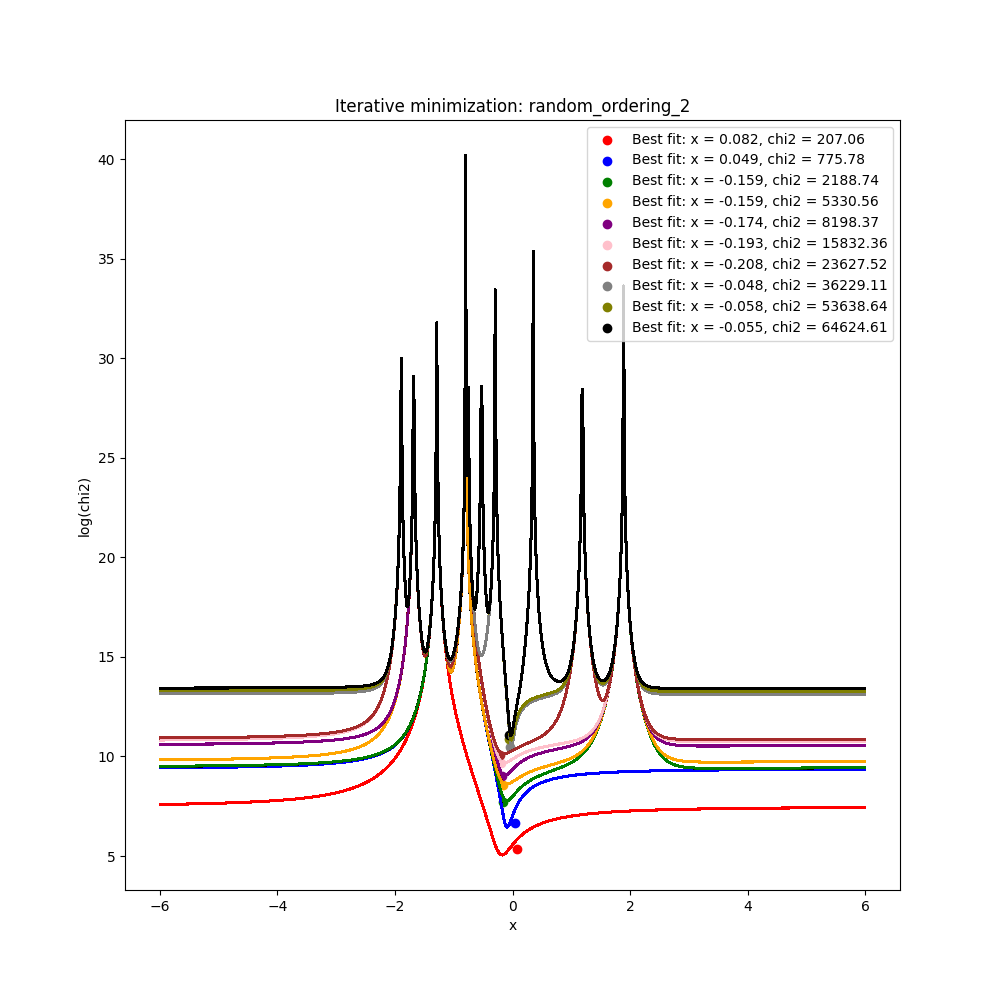 Iterative minimization: random_ordering_2
Best fit: x = 0.082, chi2 = 207.06
Best fit: x = 0.049, chi2 = 775.78
Best fit: x = -0.159, chi2 = 2188.74
Best fit: x = -0.159, chi2 = 5330.56
Best fit: x = -0.174, chi2 = 8198.37
Best fit: x = -0.193, chi2 = 15832.36
Best fit: x = -0.208, chi2 = 23627.52
Best fit: x = -0.048, chi2 = 36229.11
Best fit: x = -0.058, chi2 = 53638.64
Best fit: x = -0.055, chi2 = 64624.61
40
35
30
25
20
15
10
5
log(chi2)
−6 −4 −2 0 2 4 6
x